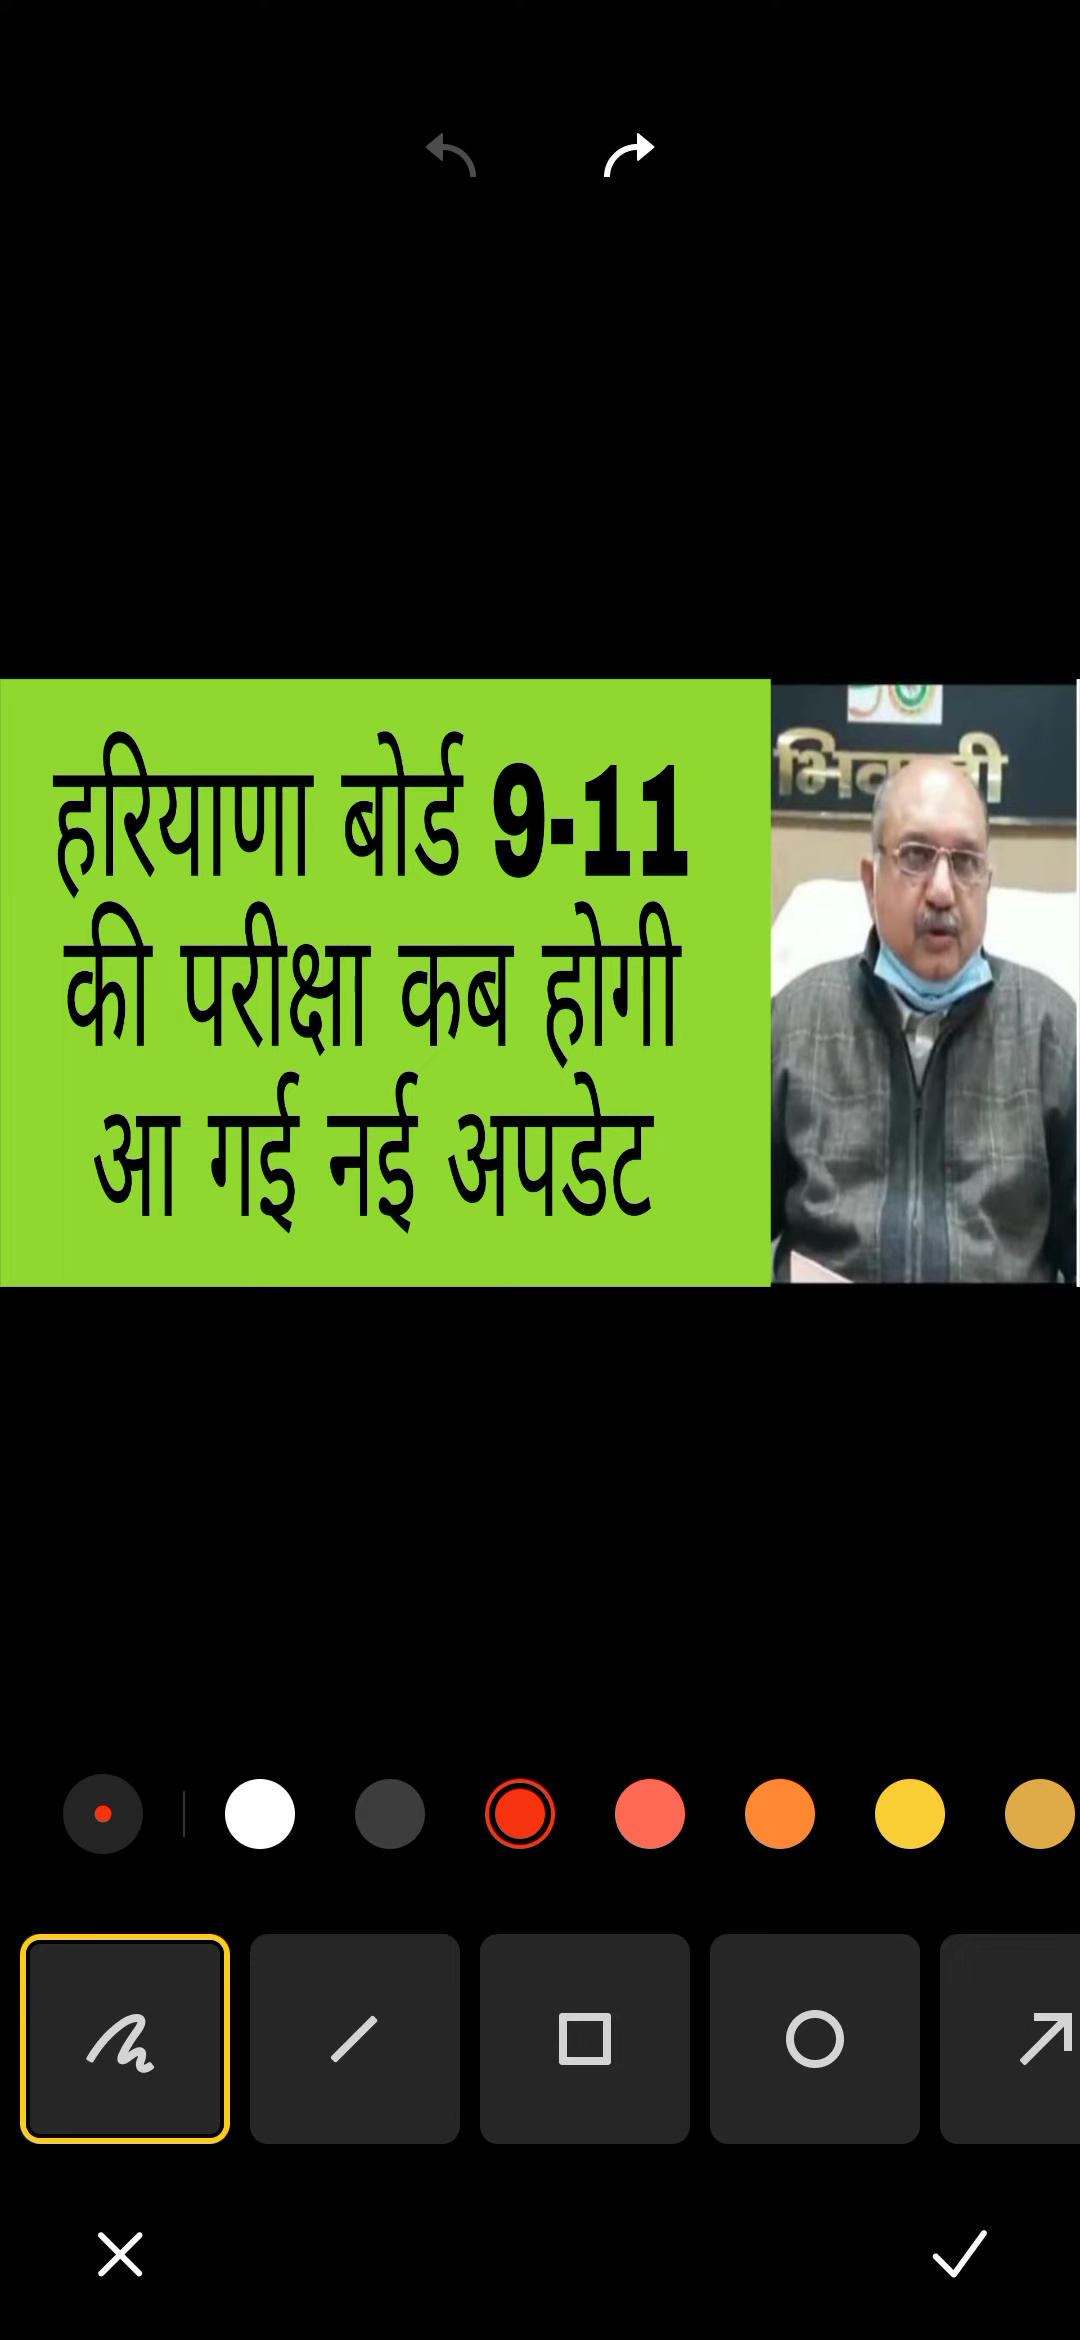 हरियाणा बोर्ड 9-11
की परीक्षा कब होगी
आ गई नई अपडेट